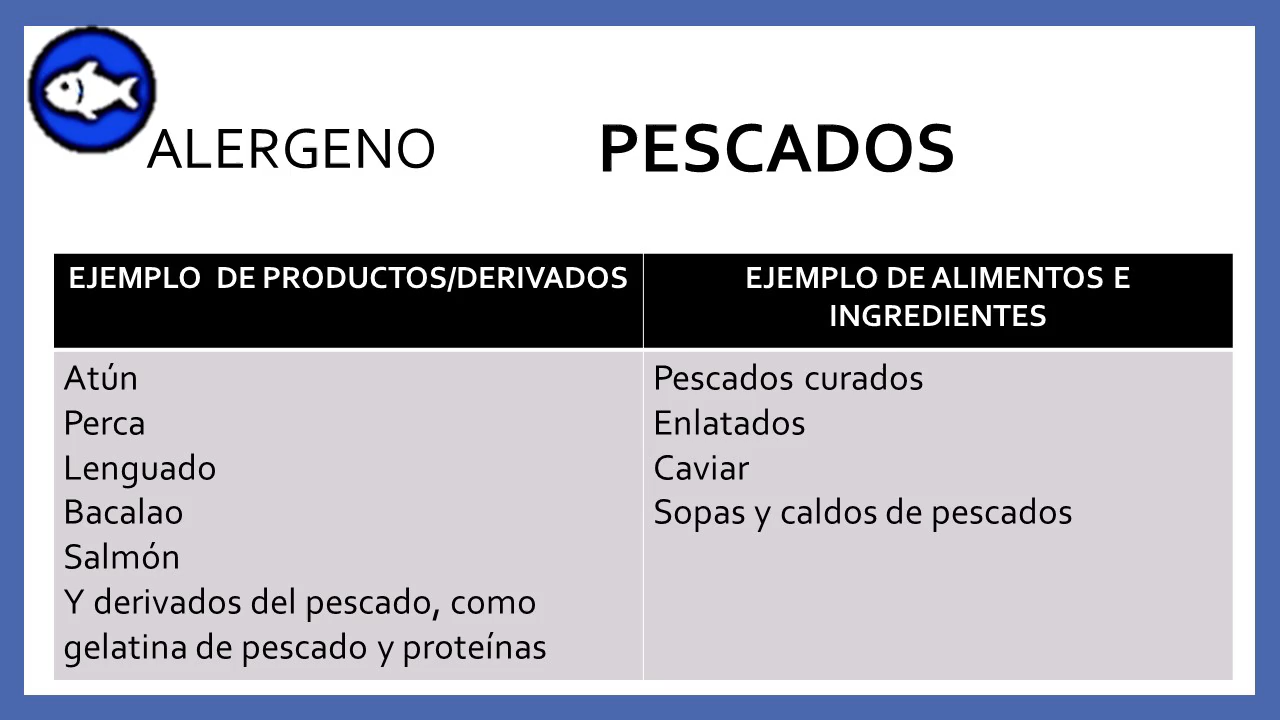 ALERGENO PESCADOS
EJEMPLO DE PRODUCTOS/DERIVADOS
EJEMPLO DE ALIMENTOS E
INGREDIENTES
Atún
Perca
Lenguado
Bacalao
Salmón
Y derivados del pescado, como
gelatina de pescado y proteínas
Pescados curados
Enlatados
Caviar
Sopas y caldos de pescados